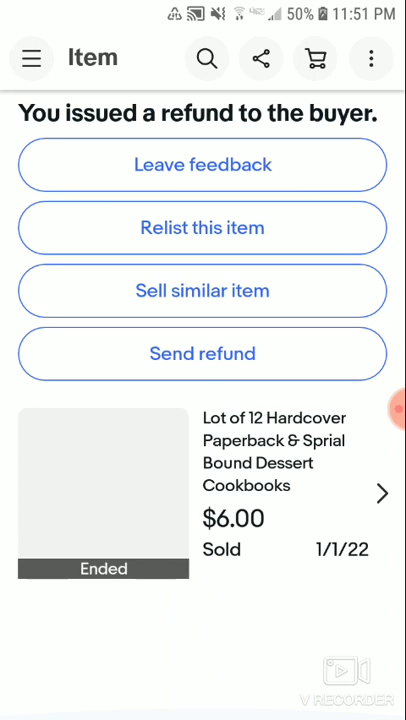 50% 11:51 PM
Item
You issued a refund to the buyer.
Leave feedback
Relist this item
Sell similar item
Send refund
Lot of 12 Hardcover
Paperback & Sprial
Bound Dessert
Cookbooks
$6.00
Sold 1/1/22
Ended
V RECORDER